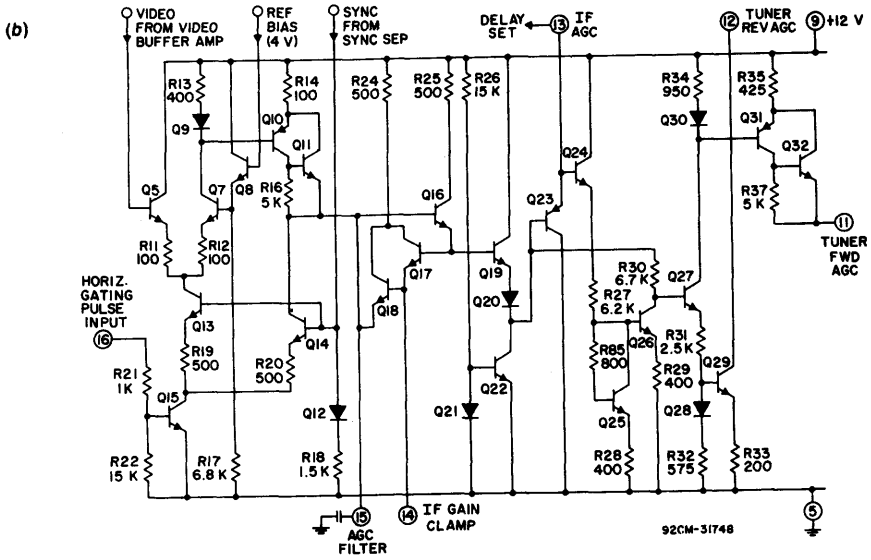 (b)
VIDEO
FROM VIDEO
BUFFER AMP
REF
BIAS
(4 V)
SYNC
FROM
SYNC SEP
DELAY
SET
13 IF
AGC
12 TUNER
REV AGC
9 +12 V
R13
400
R14
100
R24
500
R25
500
R26
15 K
R34
950
R35
425
Q9
Q10
Q11
Q30
Q31
Q32
Q5
Q7
Q8
R16
5 K
Q16
Q24
Q23
R37
5 K
11
TUNER
FWD
AGC
R11
100
R12
100
Q17
Q19
Q18
Q20
R30
6.7 K
Q27
R27
6.2 K
HORIZ.
GATING
PULSE
INPUT
16
Q13
Q14
R19
500
R20
500
Q22
Q26
R31
2.5 K
R85
800
R29
400
Q29
R21
1 K
Q15
Q12
Q21
Q25
Q28
R22
15 K
R17
6.8 K
R18
1.5 K
R28
400
R32
575
R33
200
15
AGC
FILTER
14 IF GAIN
CLAMP
92CM-31748
5